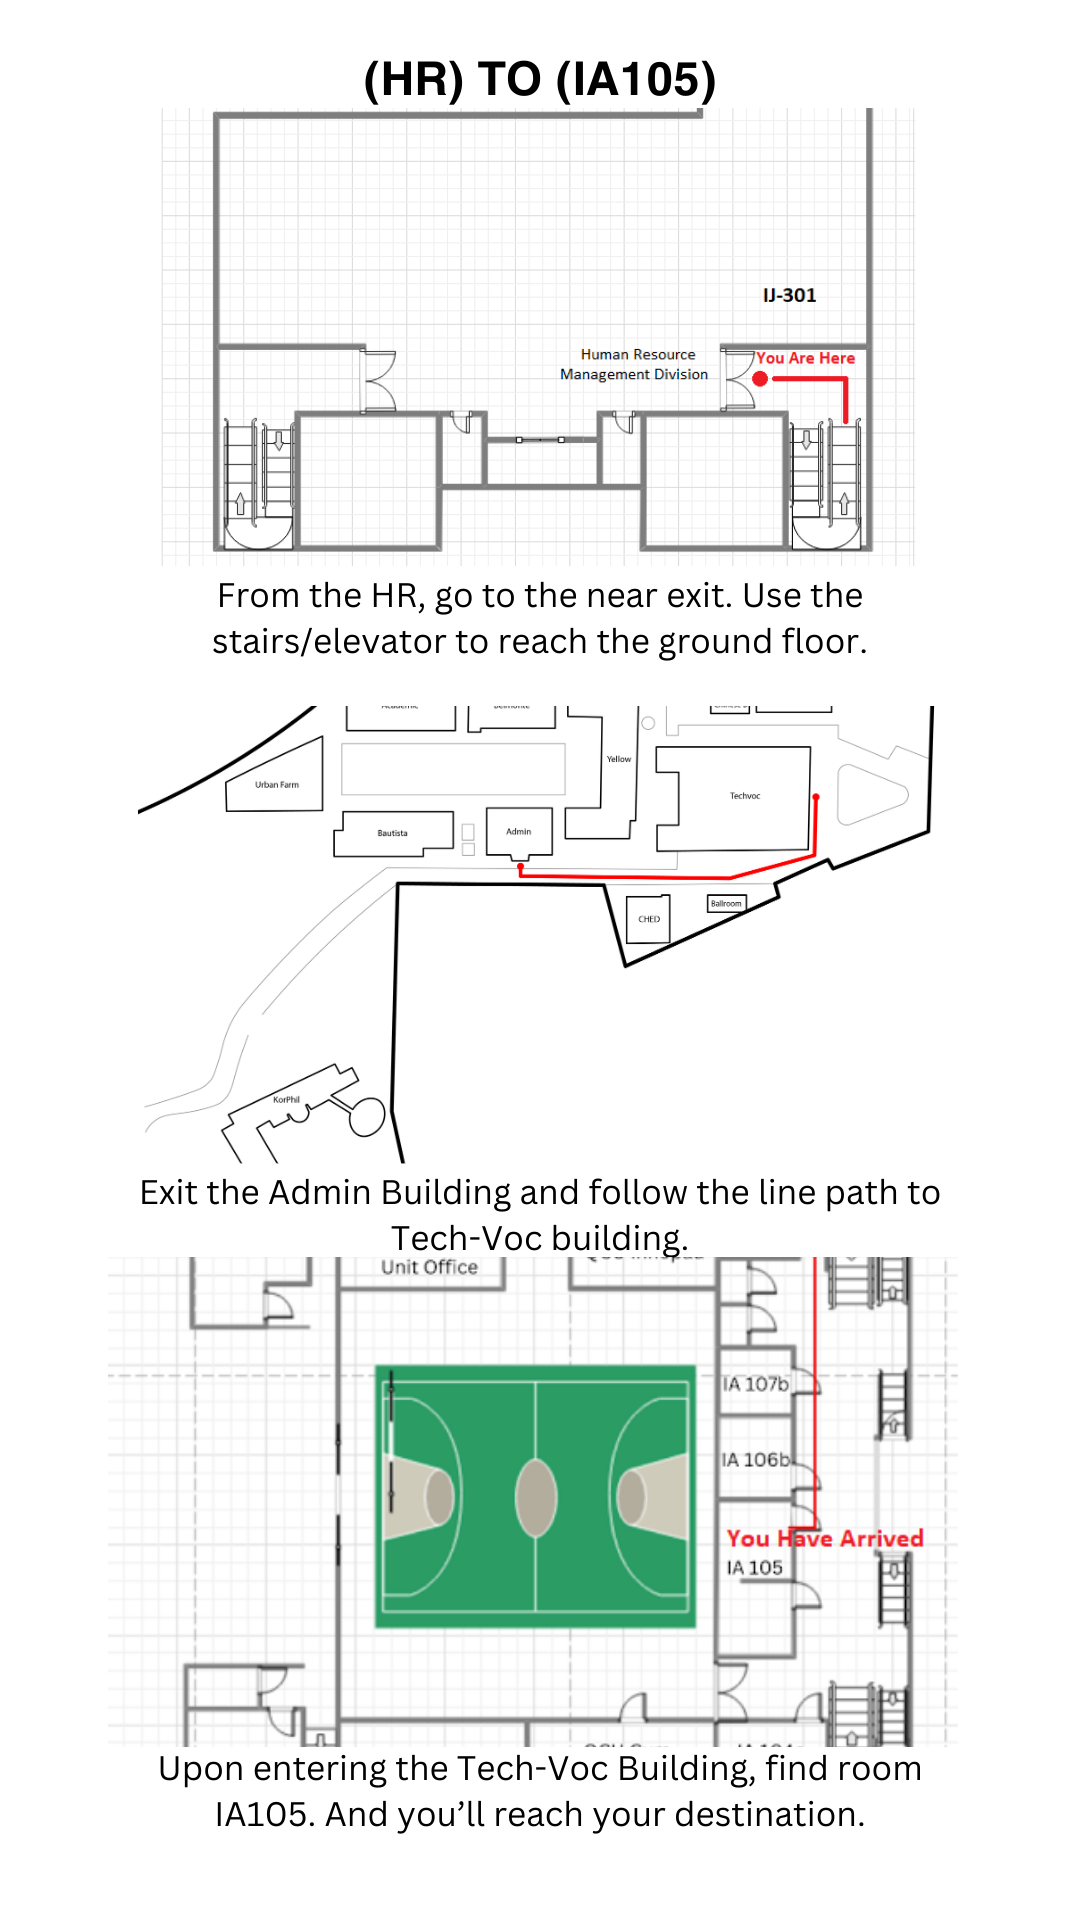 (HR) TO (IA105)
IJ-301
Human Resource
Management Division
You Are Here
From the HR, go to the near exit. Use the
stairs/elevator to reach the ground floor.
Academic
Belmonte
Yellow
Urban Farm
Techvoc
Bautista
Admin
CHED
Ballroom
KorPhil
Exit the Admin Building and follow the line path to
Tech-Voc building.
Unit Office
IA 107b
IA 106b
You Have Arrived
IA 105
Upon entering the Tech-Voc Building, find room
IA105. And you’ll reach your destination.